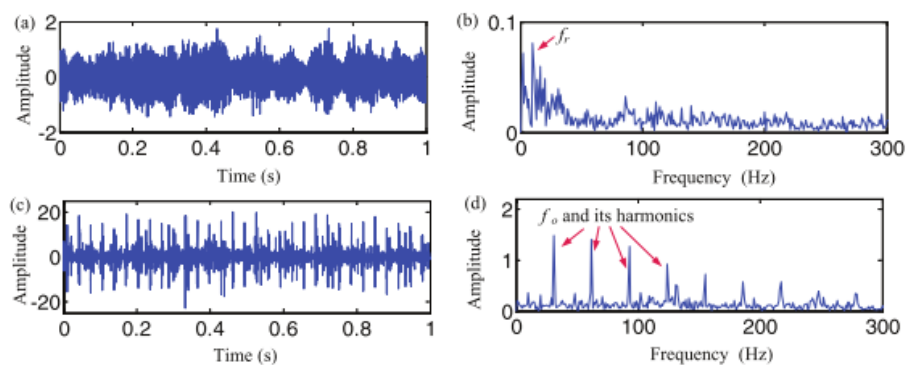 (a)
2
0
-2
Amplitude
0 0.2 0.4 0.6 0.8 1
Time (s)
(b)
0.1
0
Amplitude
f_r
0 100 200 300
Frequency (Hz)
(c)
20
0
-20
Amplitude
0 0.2 0.4 0.6 0.8 1
Time (s)
(d)
2
1
0
Amplitude
f_o and its harmonics
0 100 200 300
Frequency (Hz)